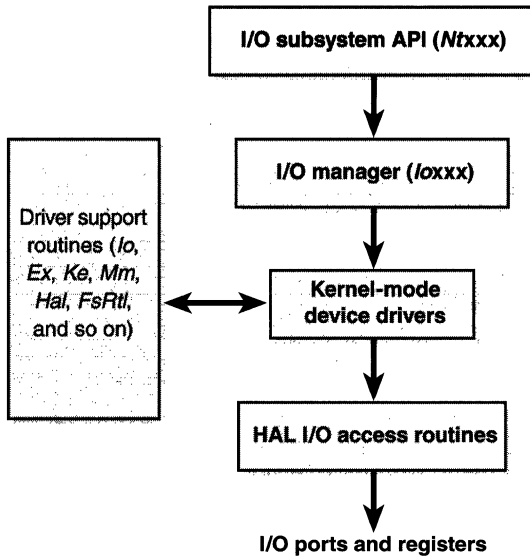 I/O subsystem API (Ntxxx)
I/O manager (Ioxxx)
Driver support
routines (Io,
Ex, Ke, Mm,
Hal, FsRtl,
and so on)
Kernel-mode
device drivers
HAL I/O access routines
I/O ports and registers